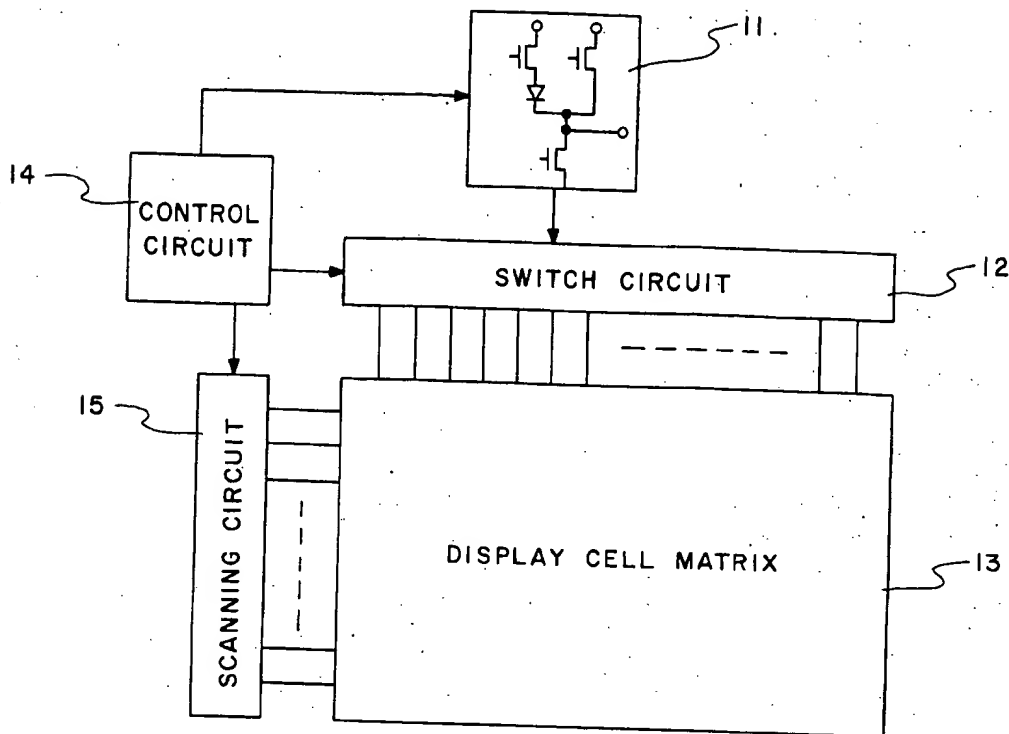 11
14
CONTROL
CIRCUIT
SWITCH CIRCUIT
12
15
SCANNING CIRCUIT
DISPLAY CELL MATRIX
13